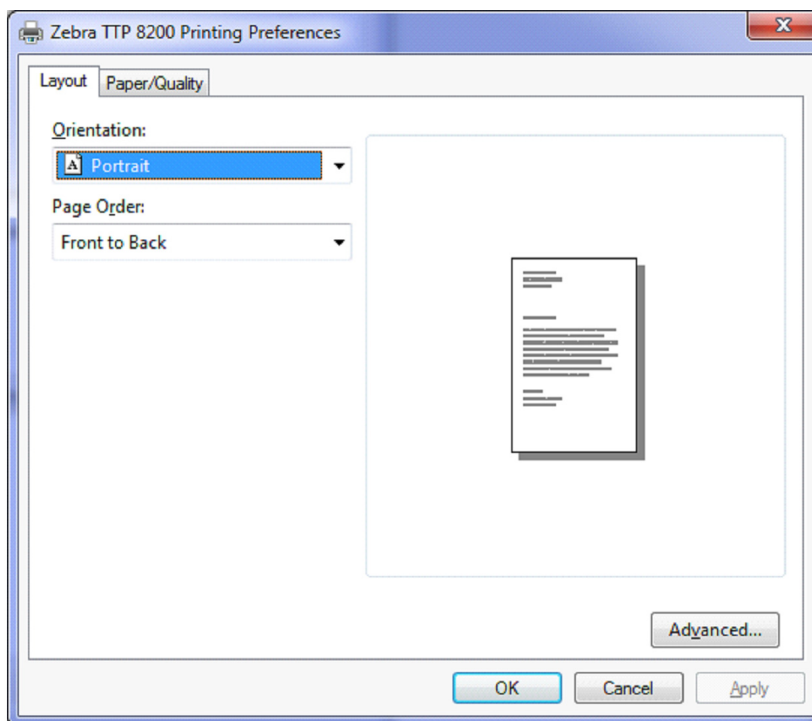 Zebra TTP 8200 Printing Preferences
Layout Paper/Quality
Orientation:
A Portrait
Page Order:
Front to Back
Advanced...
OK Cancel Apply